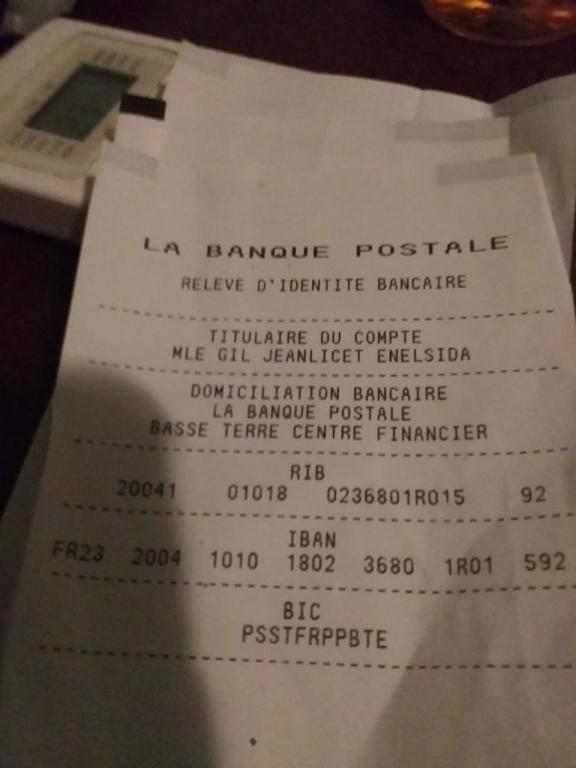 LA BANQUE POSTALE
RELEVE D'IDENTITE BANCAIRE
TITULAIRE DU COMPTE
MLE GIL JEANLICET ENELSIDA
DOMICILIATION BANCAIRE
LA BANQUE POSTALE
BASSE TERRE CENTRE FINANCIER
RIB
20041 01018 0236801R015 92
IBAN
FR23 2004 1010 1802 3680 1R01 592
BIC
PSSTFRPPBTE